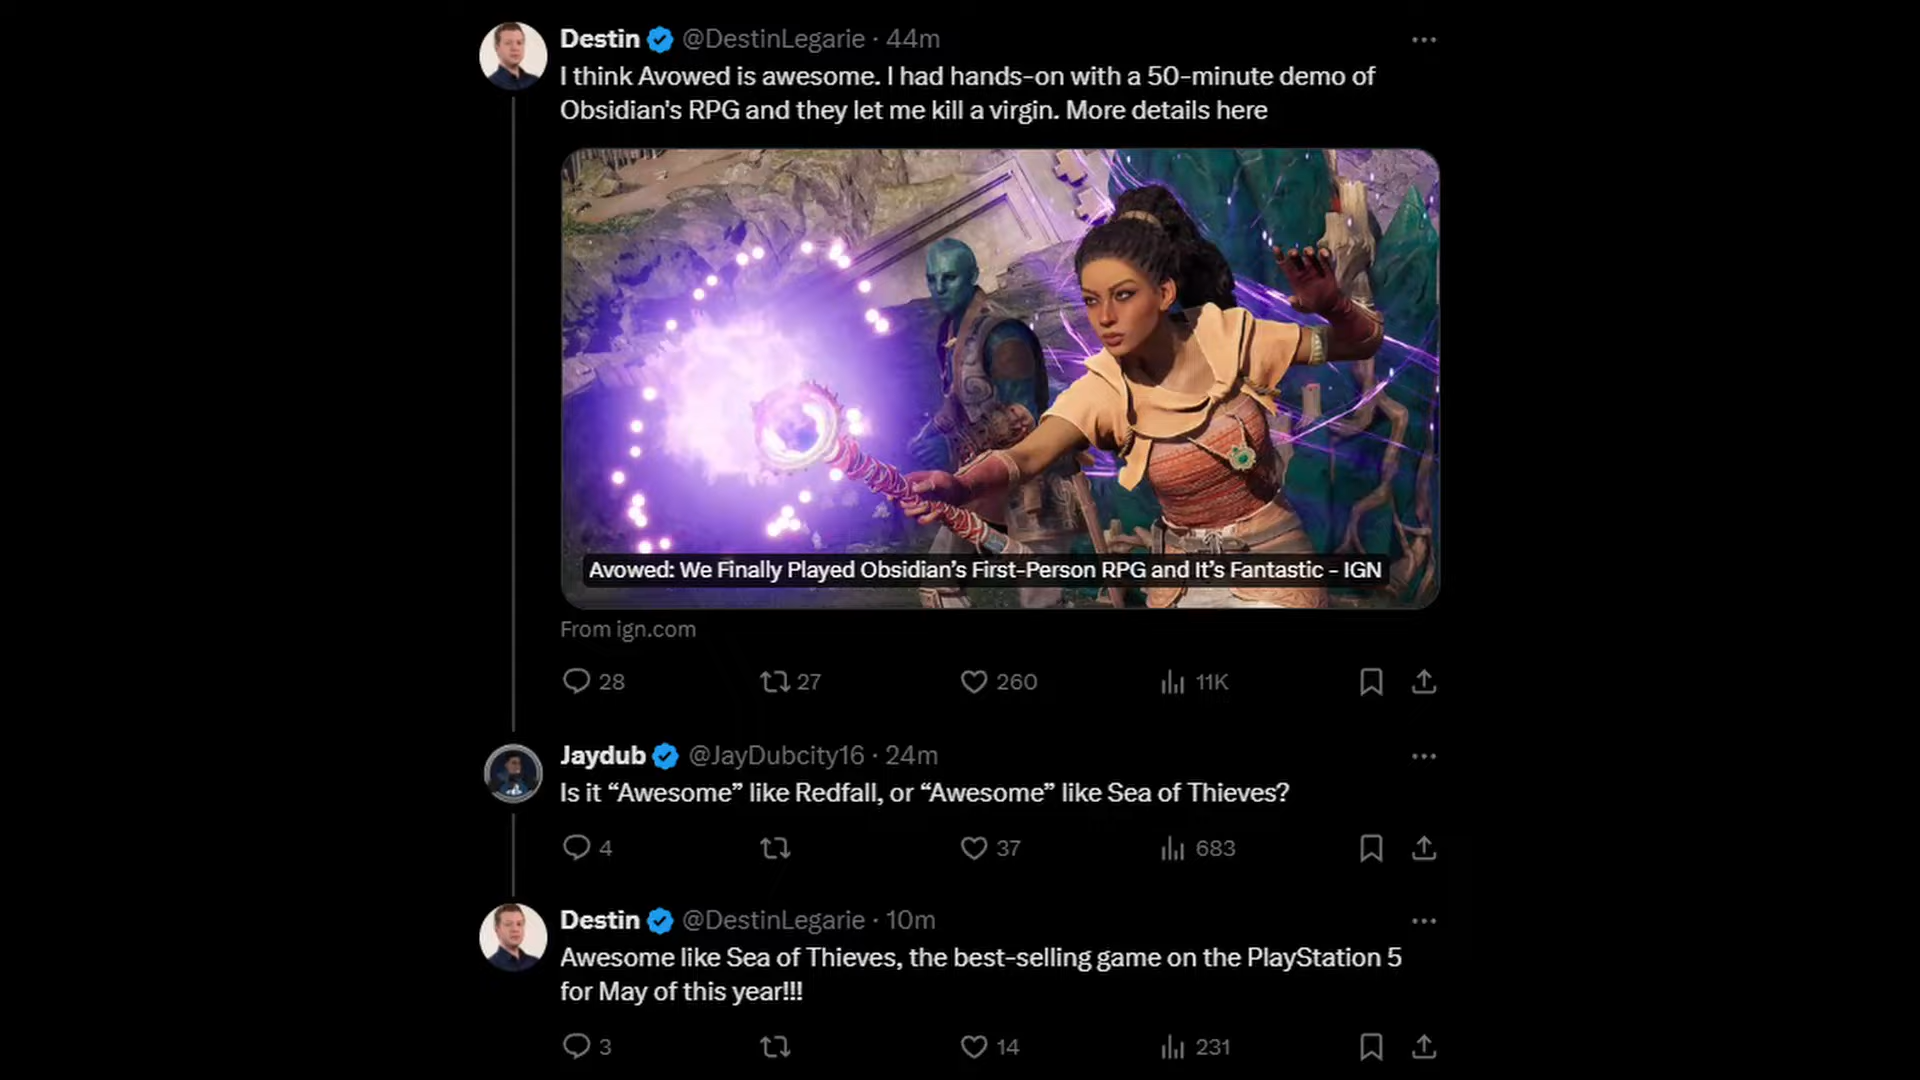 Destin @DestinLegarie · 44m
I think Avowed is awesome. I had hands-on with a 50-minute demo of
Obsidian's RPG and they let me kill a virgin. More details here
Avowed: We Finally Played Obsidian's First-Person RPG and It's Fantastic - IGN
From ign.com
28 27 260 11K
Jaydub @JayDubcity16 · 24m
Is it “Awesome” like Redfall, or “Awesome” like Sea of Thieves?
4 37 683
Destin @DestinLegarie · 10m
Awesome like Sea of Thieves, the best-selling game on the PlayStation 5
for May of this year!!!
3 14 231